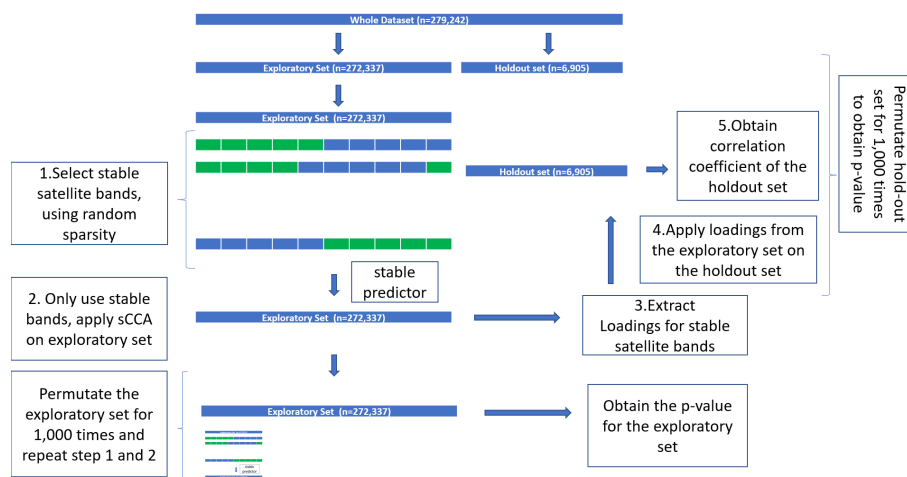 Whole Dataset (n=279,242)
Exploratory Set (n=272,337)
Holdout set (n=6,905)
Exploratory Set (n=272,337)
1.Select stable
satellite bands,
using random
sparsity
Holdout set (n=6,905)
5.Obtain
correlation
coefficient of the
holdout set
Permutate hold-out
set for 1,000 times
to obtain p-value
4.Apply loadings from
the exploratory set on
the holdout set
stable
predictor
2. Only use stable
bands, apply sCCA
on exploratory set
Exploratory Set (n=272,337)
3.Extract
Loadings for stable
satellite bands
Permutate the
exploratory set for
1,000 times and
repeat step 1 and 2
Exploratory Set (n=272,337)
stable
predictor
Obtain the p-value
for the exploratory
set